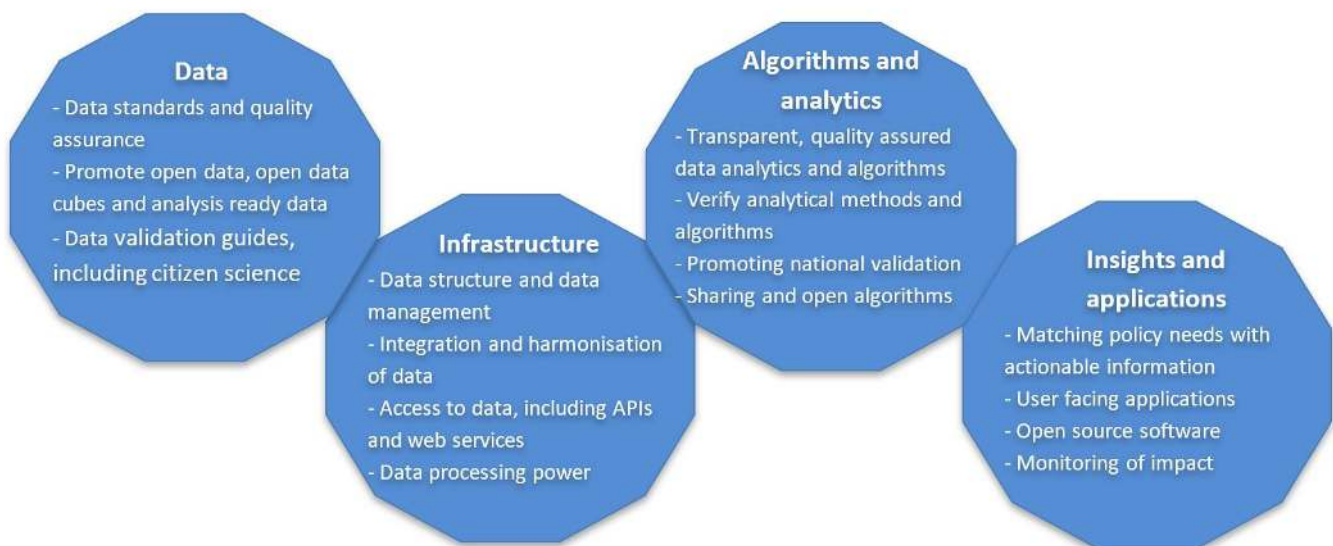 Data
- Data standards and quality
assurance
- Promote open data, open data
cubes and analysis ready data
- Data validation guides,
including citizen science
Infrastructure
- Data structure and data
management
- Integration and harmonisation
of data
- Access to data, including APIs
and web services
- Data processing power
Algorithms and
analytics
- Transparent, quality assured
data analytics and algorithms
- Verify analytical methods and
algorithms
- Promoting national validation
- Sharing and open algorithms
Insights and
applications
- Matching policy needs with
actionable information
- User facing applications
- Open source software
- Monitoring of impact